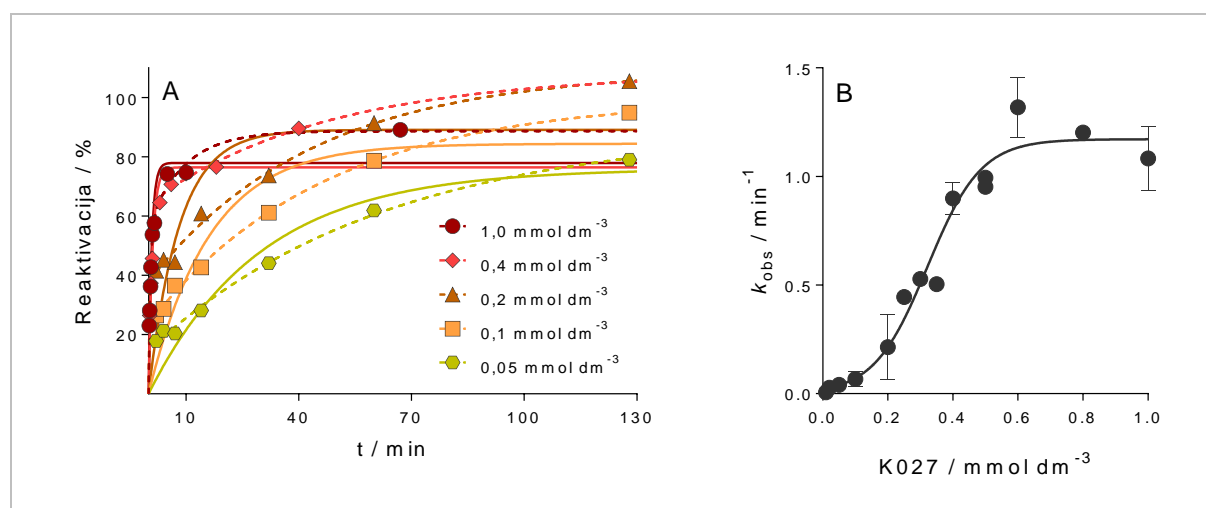 A
Reaktivacija / %
100
80
60
40
20
10
40
70
100
130
t / min
1,0 mmol dm⁻³
0,4 mmol dm⁻³
0,2 mmol dm⁻³
0,1 mmol dm⁻³
0,05 mmol dm⁻³
B
k_obs / min⁻¹
1.5
1.0
0.5
0.0
0.0
0.2
0.4
0.6
0.8
1.0
K027 / mmol dm⁻³